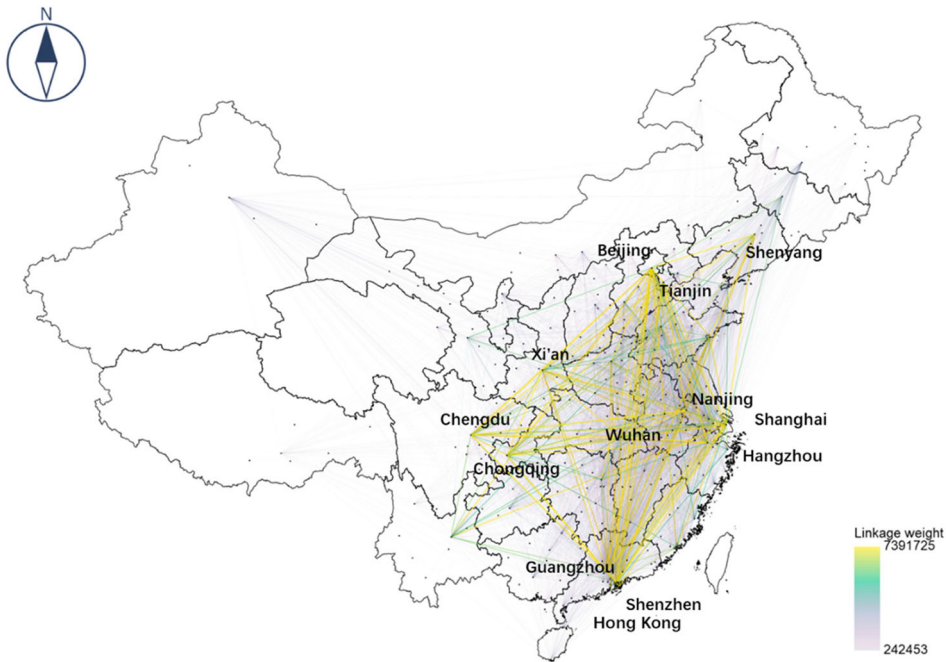 N
Beijing
Shenyang
Tianjin
Xi'an
Nanjing
Chengdu
Shanghai
Wuhan
Hangzhou
Chongqing
Linkage weight
7391725
Guangzhou
Shenzhen
Hong Kong
242453